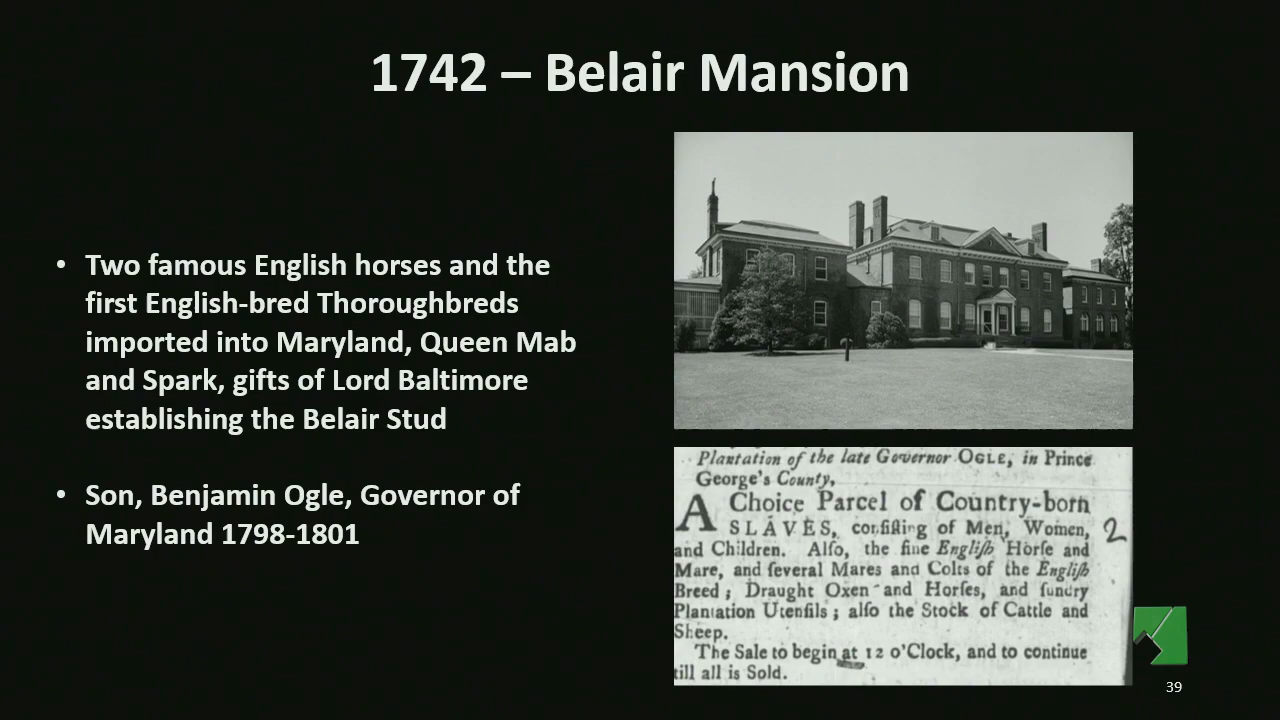 1742 – Belair Mansion
• Two famous English horses and the
first English-bred Thoroughbreds
imported into Maryland, Queen Mab
and Spark, gifts of Lord Baltimore
establishing the Belair Stud
• Son, Benjamin Ogle, Governor of
Maryland 1798-1801
Plantation of the late Governor OGLE, in Prince
George's County,
A Choice Parcel of Country-born
SLAVES, conſiſting of Men, Women,
and Children. Alſo, the fine Engliſh Horſe and
Mare, and ſeveral Mares and Colts of the Engliſh
Breed; Draught Oxen and Horſes, and ſundry
Plantation Utenſils; alſo the Stock of Cattle and
Sheep.
The Sale to begin at 12 o'Clock, and to continue
till all is Sold.
2
39